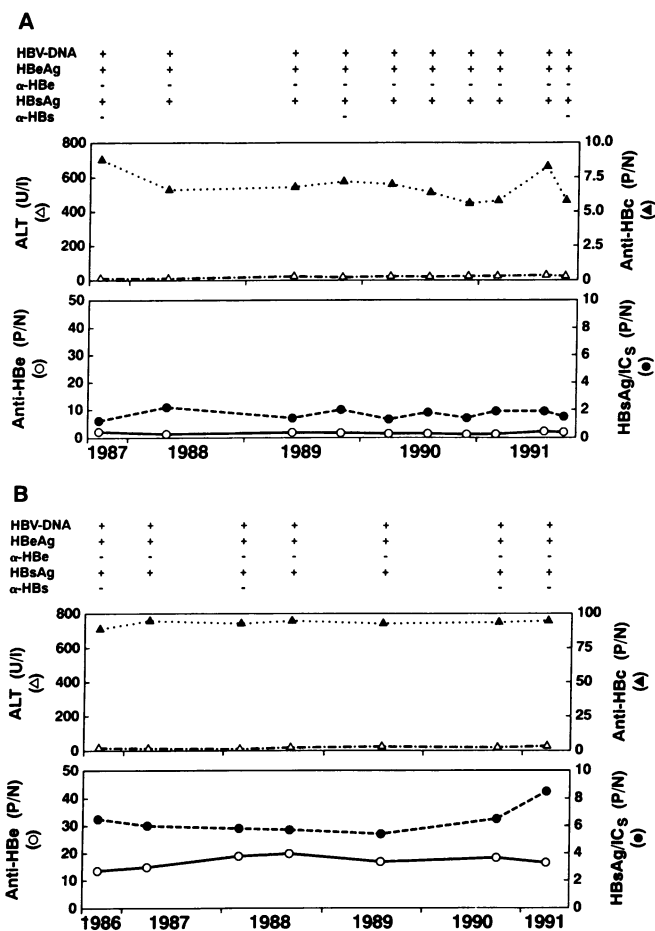 A
HBV-DNA + + + + + + + + + +
HBeAg + + + + + + + + + +
α-HBe - - - - - - - - - -
HBsAg + + + + + + + + + +
α-HBs - - -
800
600
400
200
0
ALT (U/l)
(△)
10.0
7.5
5.0
2.5
0
Anti-HBc (P/N)
(▲)
50
40
30
20
10
0
Anti-HBe (P/N)
(○)
10
8
6
4
2
0
HBsAg/ICs (P/N)
(●)
1987 1988 1989 1990 1991
B
HBV-DNA + + + + + + +
HBeAg + + + + + + +
α-HBe - - - - - - -
HBsAg + + + + + + +
α-HBs - - - -
800
600
400
200
0
ALT (U/l)
(△)
100
75
50
25
0
Anti-HBc (P/N)
(▲)
50
40
30
20
10
0
Anti-HBe (P/N)
(○)
10
8
6
4
2
0
HBsAg/ICs (P/N)
(●)
1986 1987 1988 1989 1990 1991